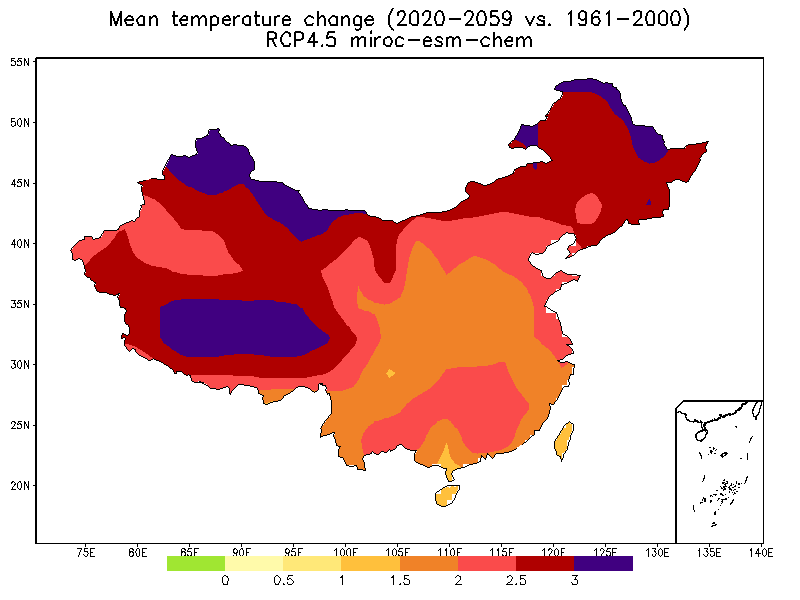 Mean temperature change (2020-2059 vs. 1961-2000)
RCP4.5 miroc-esm-chem
55N
50N
45N
40N
35N
30N
25N
20N
75E 80E 85E 90E 95E 100E 105E 110E 115E 120E 125E 130E 135E 140E
0 0.5 1 1.5 2 2.5 3